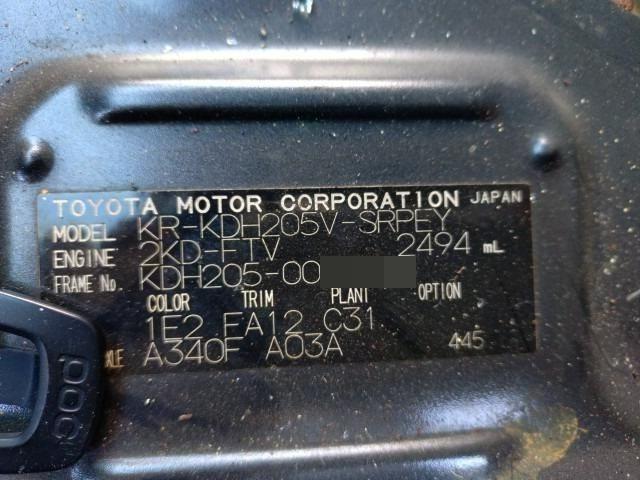 TOYOTA MOTOR CORPORATION JAPAN
MODEL KR-KDH205V-SRPEY
ENGINE 2KD-FTV 2494 mL
FRAME No. KDH205-00
COLOR TRIM PLANT OPTION
1E2 FA12 C31
A340F A03A 445